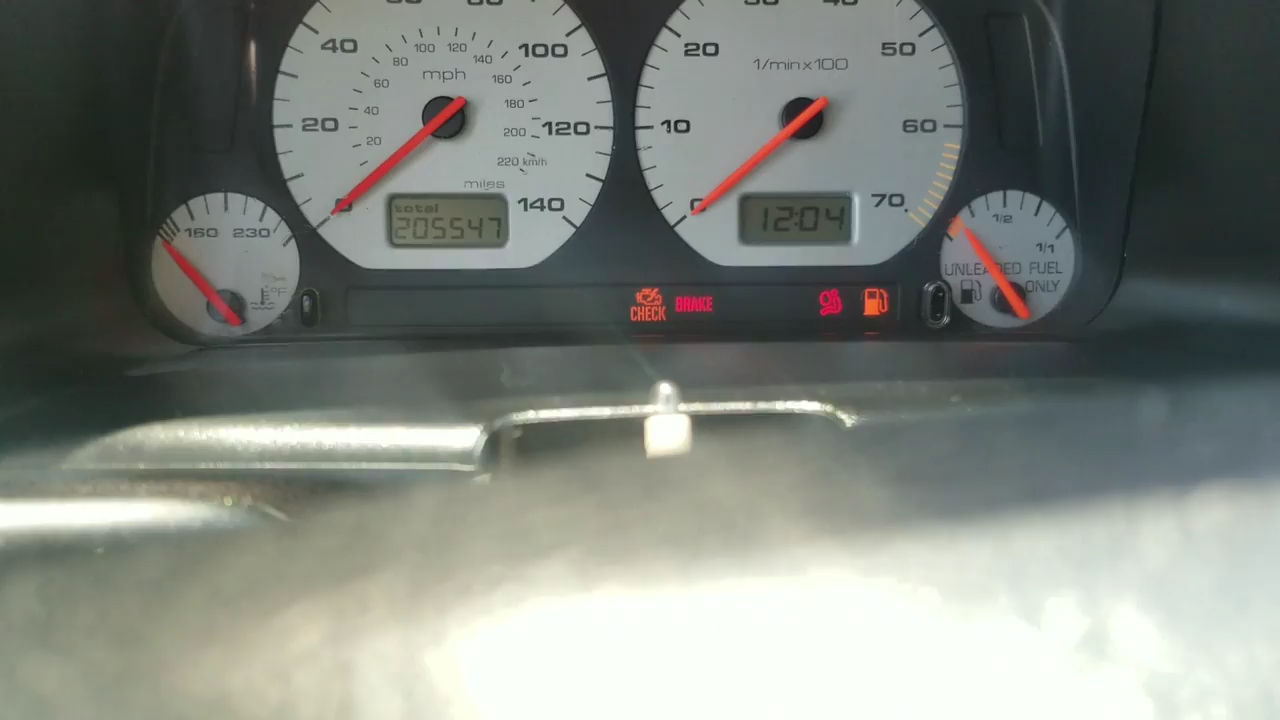 40
100 120
80 140
60 160
40 180
20 200
220 km/h
mph
100
20
120
miles
140
total
205547
20
50
1/min x 100
10
60
70
12:04
160 230
°F
1/2
1/1
UNLEADED FUEL
ONLY
CHECK
BRAKE